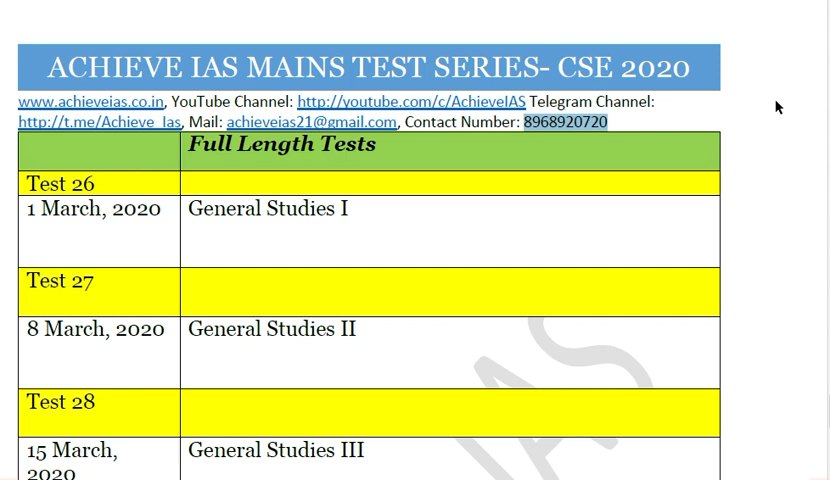 ACHIEVE IAS MAINS TEST SERIES- CSE 2020
www.achieveias.co.in, YouTube Channel: http://youtube.com/c/AchieveIAS Telegram Channel:
http://t.me/Achieve_Ias, Mail: achieveias21@gmail.com, Contact Number: 8968920720
Full Length Tests
Test 26
1 March, 2020 General Studies I
Test 27
8 March, 2020 General Studies II
Test 28
15 March, General Studies III
2020
IAS